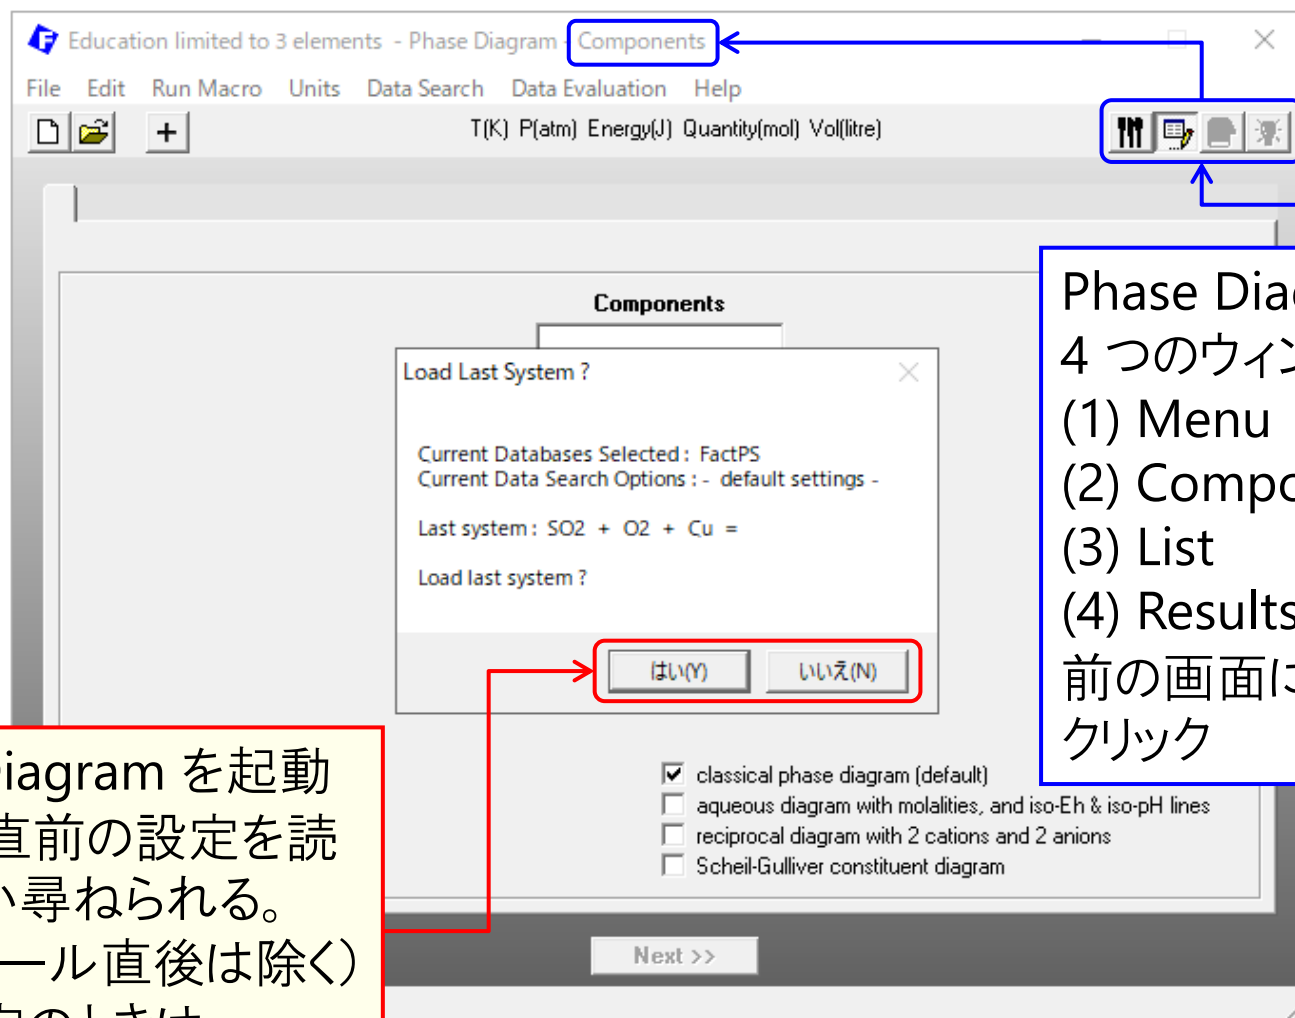 Education limited to 3 elements - Phase Diagram - Components
File Edit Run Macro Units Data Search Data Evaluation Help
T(K) P(atm) Energy(J) Quantity(mol) Vol(litre)
Components
Load Last System ?
Current Databases Selected : FactPS
Current Data Search Options : - default settings -
Last system : SO2 + O2 + Cu =
Load last system ?
はい(Y) いいえ(N)
Phase Dia
4 つのウィン
(1) Menu
(2) Compo
(3) List
(4) Results
前の画面に
クリック
classical phase diagram (default)
aqueous diagram with molalities, and iso-Eh & iso-pH lines
reciprocal diagram with 2 cations and 2 anions
Scheil-Gulliver constituent diagram
Diagram を起動
直前の設定を読
い尋ねられる。
ール直後は除く）
のときは
Next >>